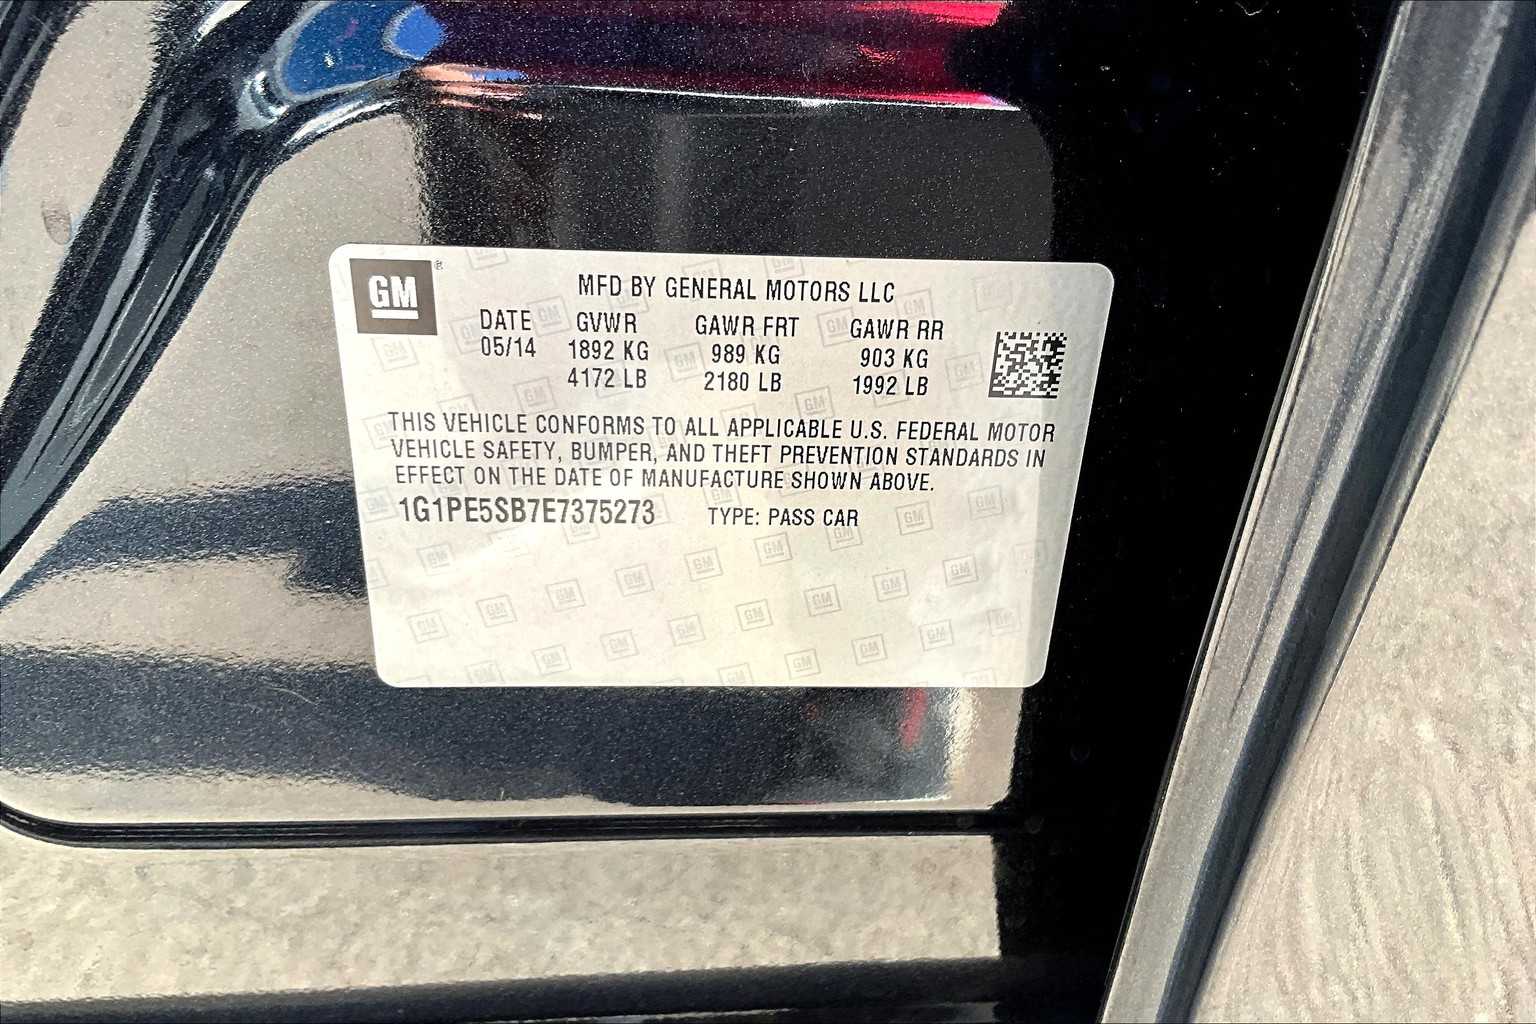 GM®
MFD BY GENERAL MOTORS LLC
DATE GVWR GAWR FRT GAWR RR
05/14 1892 KG 989 KG 903 KG
4172 LB 2180 LB 1992 LB
THIS VEHICLE CONFORMS TO ALL APPLICABLE U.S. FEDERAL MOTOR
VEHICLE SAFETY, BUMPER, AND THEFT PREVENTION STANDARDS IN
EFFECT ON THE DATE OF MANUFACTURE SHOWN ABOVE.
1G1PE5SB7E7375273 TYPE: PASS CAR